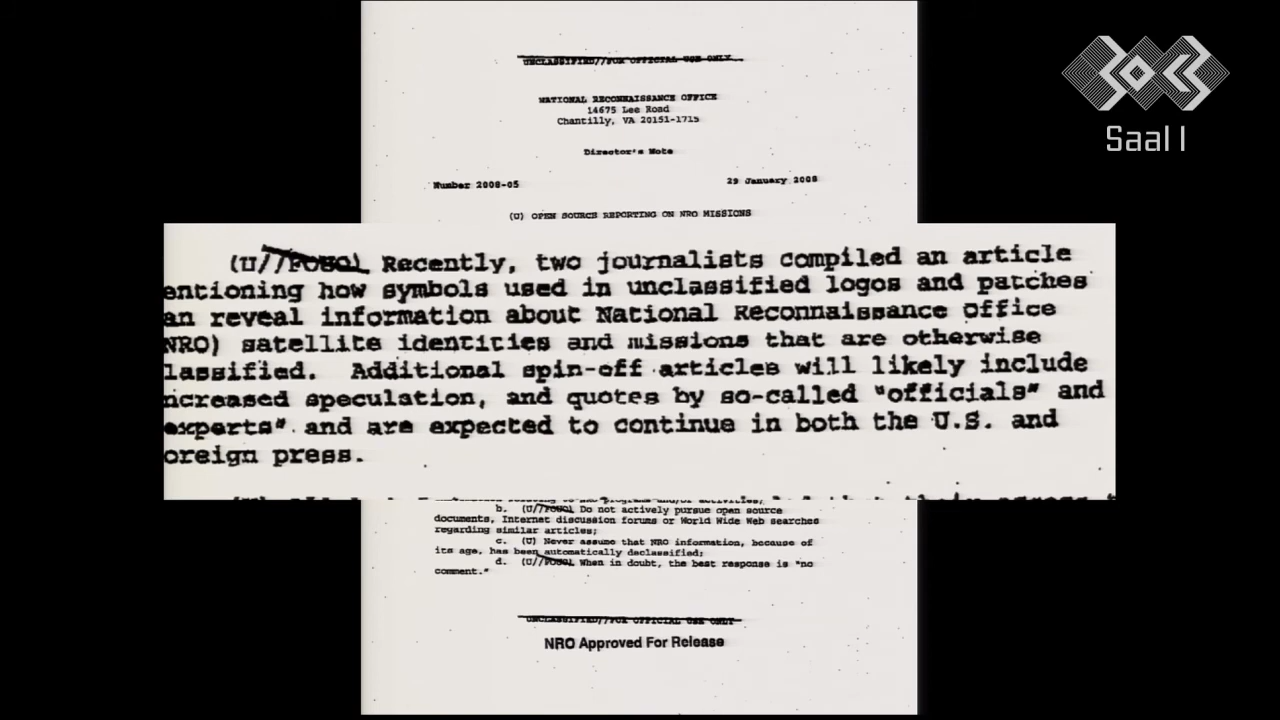 UNCLASSIFIED//FOR OFFICIAL USE ONLY
NATIONAL RECONNAISSANCE OFFICE
14675 Lee Road
Chantilly, VA 20151-1715
Director's Note
Number 2008-05
29 January 2008
(U) OPEN SOURCE REPORTING ON NRO MISSIONS
Saal 1
(U//FOUO) Recently, two journalists compiled an article
entioning how symbols used in unclassified logos and patches
an reveal information about National Reconnaissance Office
NRO) satellite identities and missions that are otherwise
lassified. Additional spin-off articles will likely include
ncreased speculation, and quotes by so-called "officials" and
experts" and are expected to continue in both the U.S. and
oreign press.
b. (U//FOUO) Do not actively pursue open source
documents, Internet discussion forums or World Wide Web searches
regarding similar articles;
c. (U) Never assume that NRO information, because of
its age, has been automatically declassified;
d. (U//FOUO) When in doubt, the best response is "no
comment."
UNCLASSIFIED//FOR OFFICIAL USE ONLY
NRO Approved For Release